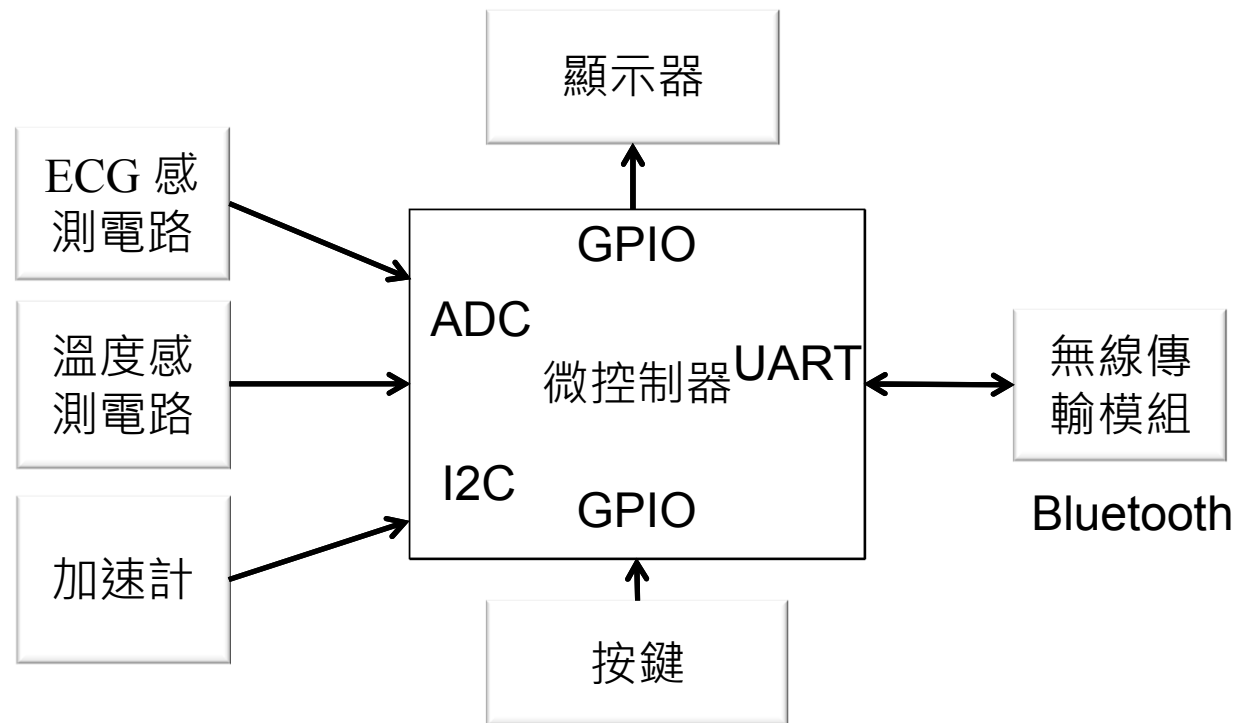 顯示器
ECG 感
測電路
GPIO
ADC
溫度感
測電路
微控制器
UART
無線傳
輸模組
I2C
GPIO
Bluetooth
加速計
按鍵